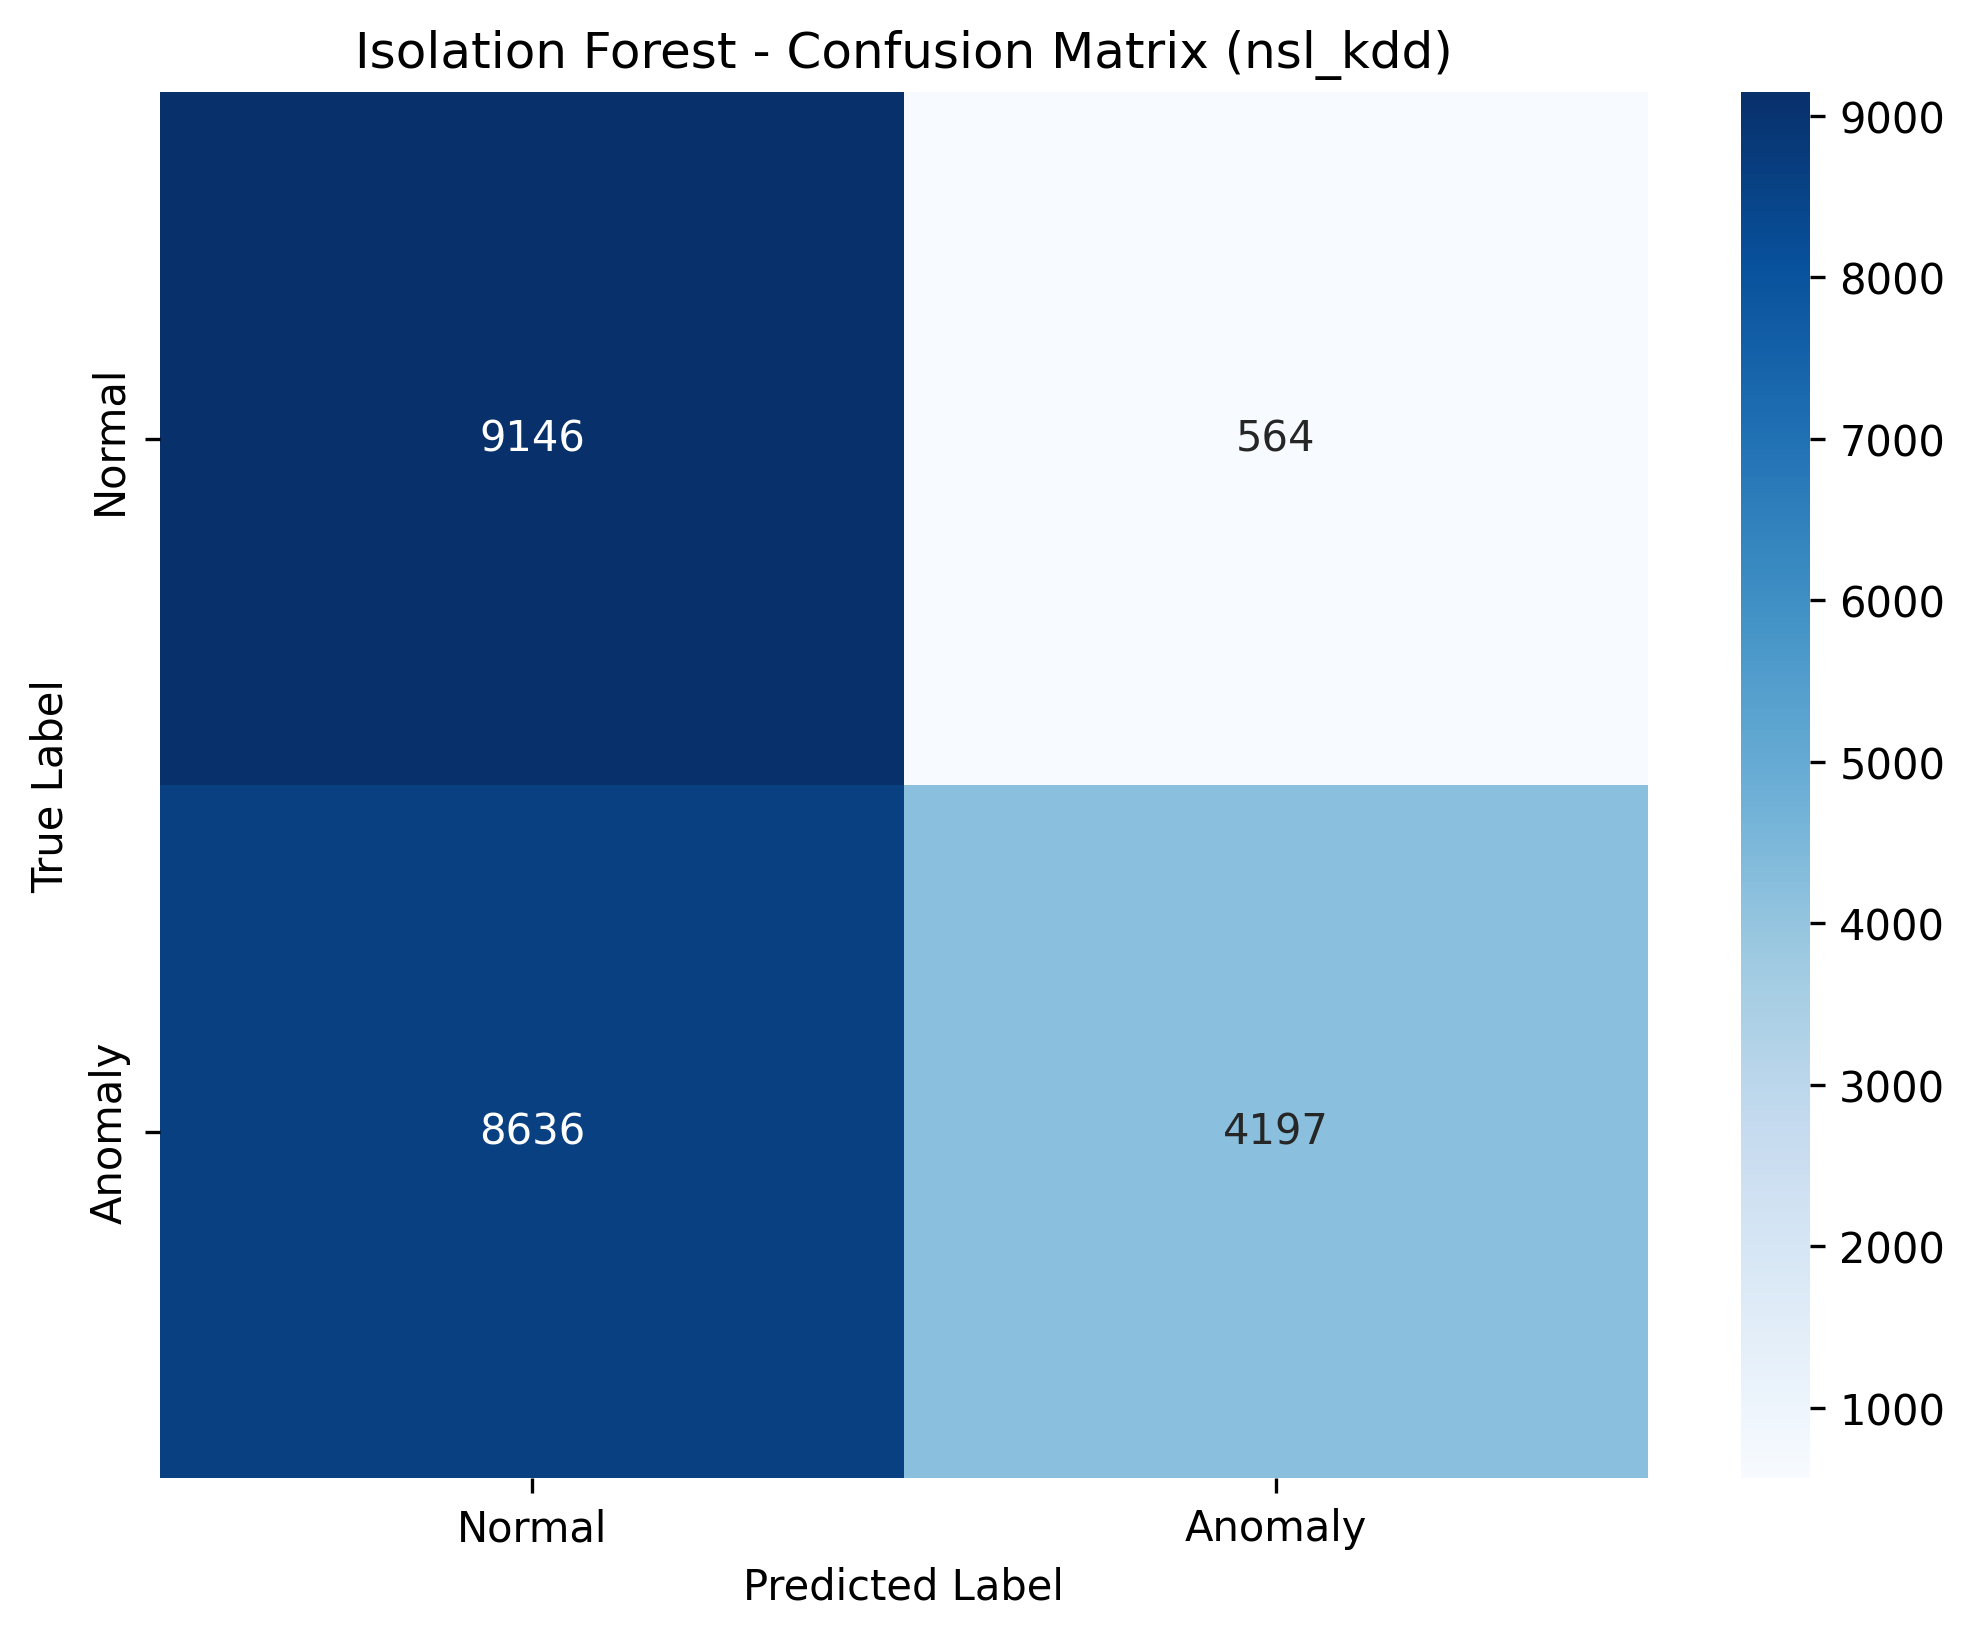 Isolation Forest - Confusion Matrix (nsl_kdd)
True Label
Normal
9146
564
Anomaly
8636
4197
Normal
Anomaly
Predicted Label
9000
8000
7000
6000
5000
4000
3000
2000
1000